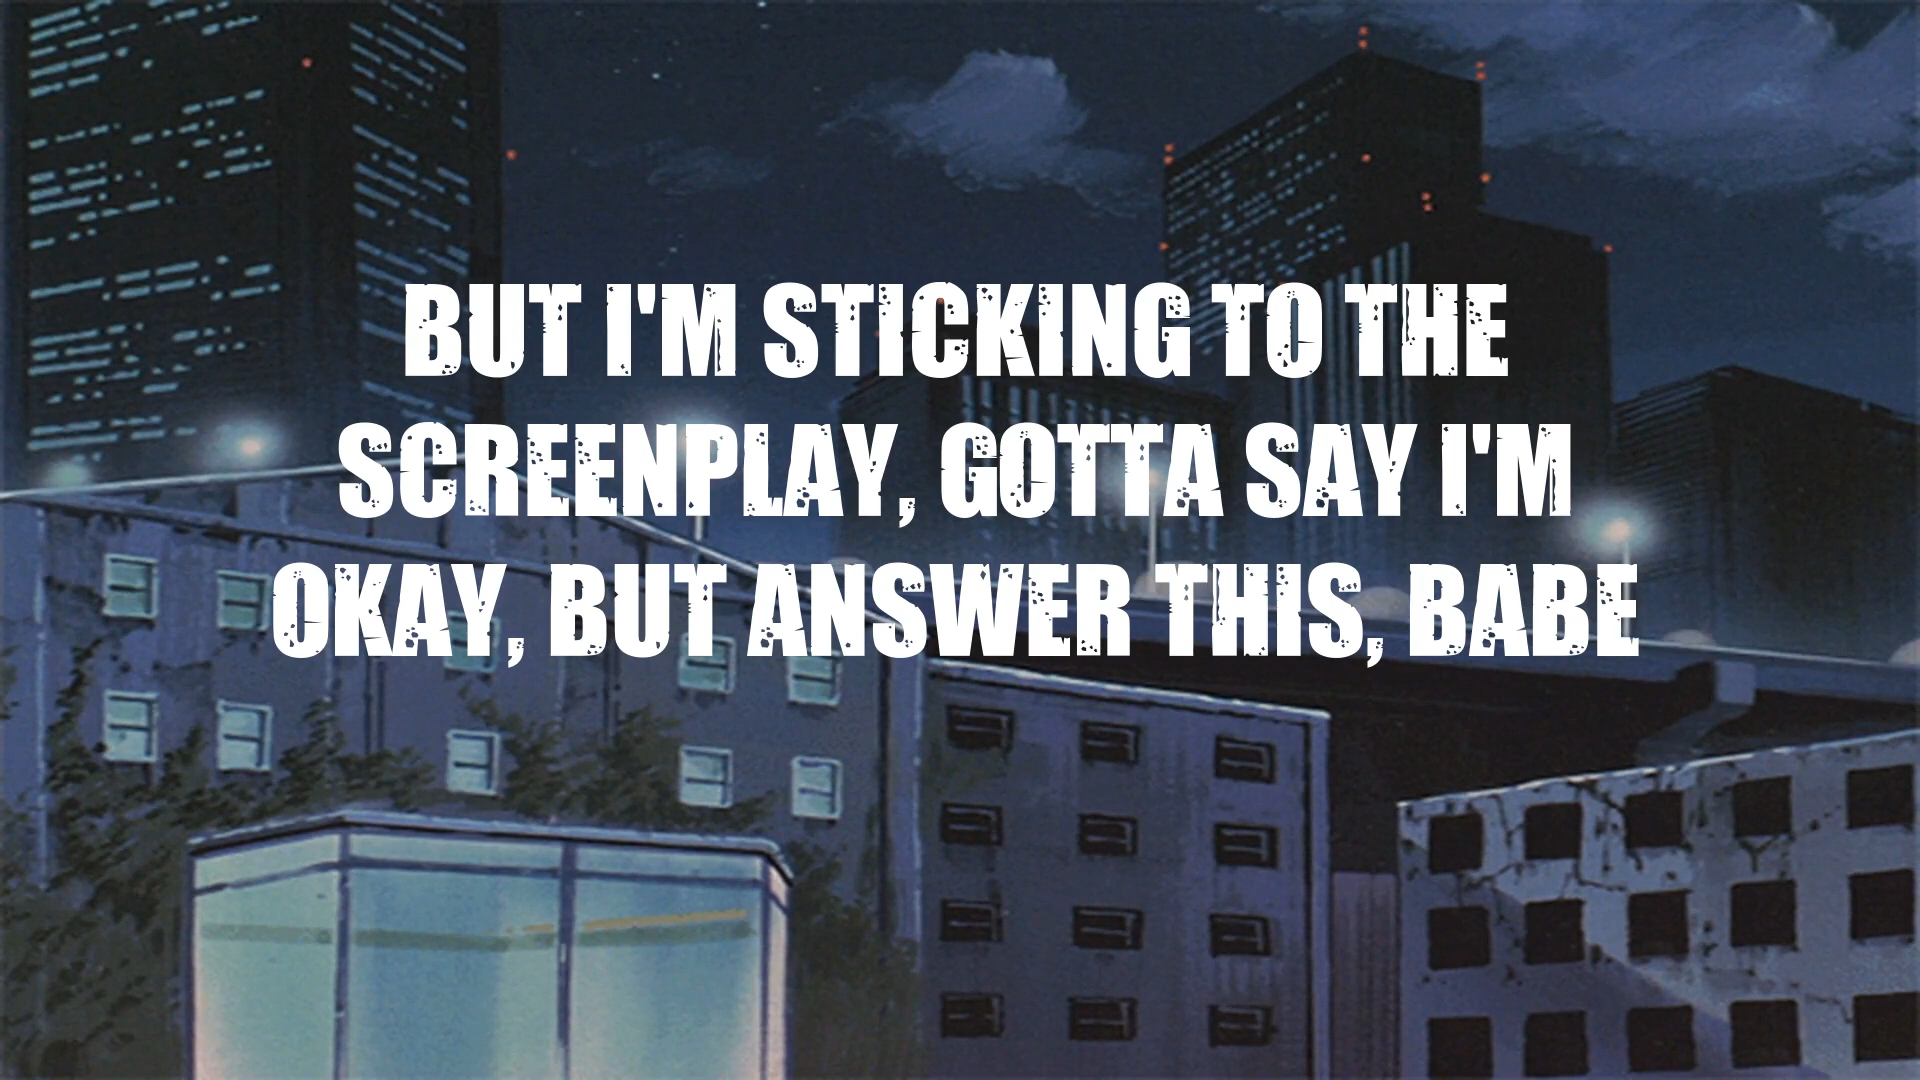 BUT I'M STICKING TO THE
SCREENPLAY, GOTTA SAY I'M
OKAY, BUT ANSWER THIS, BABE